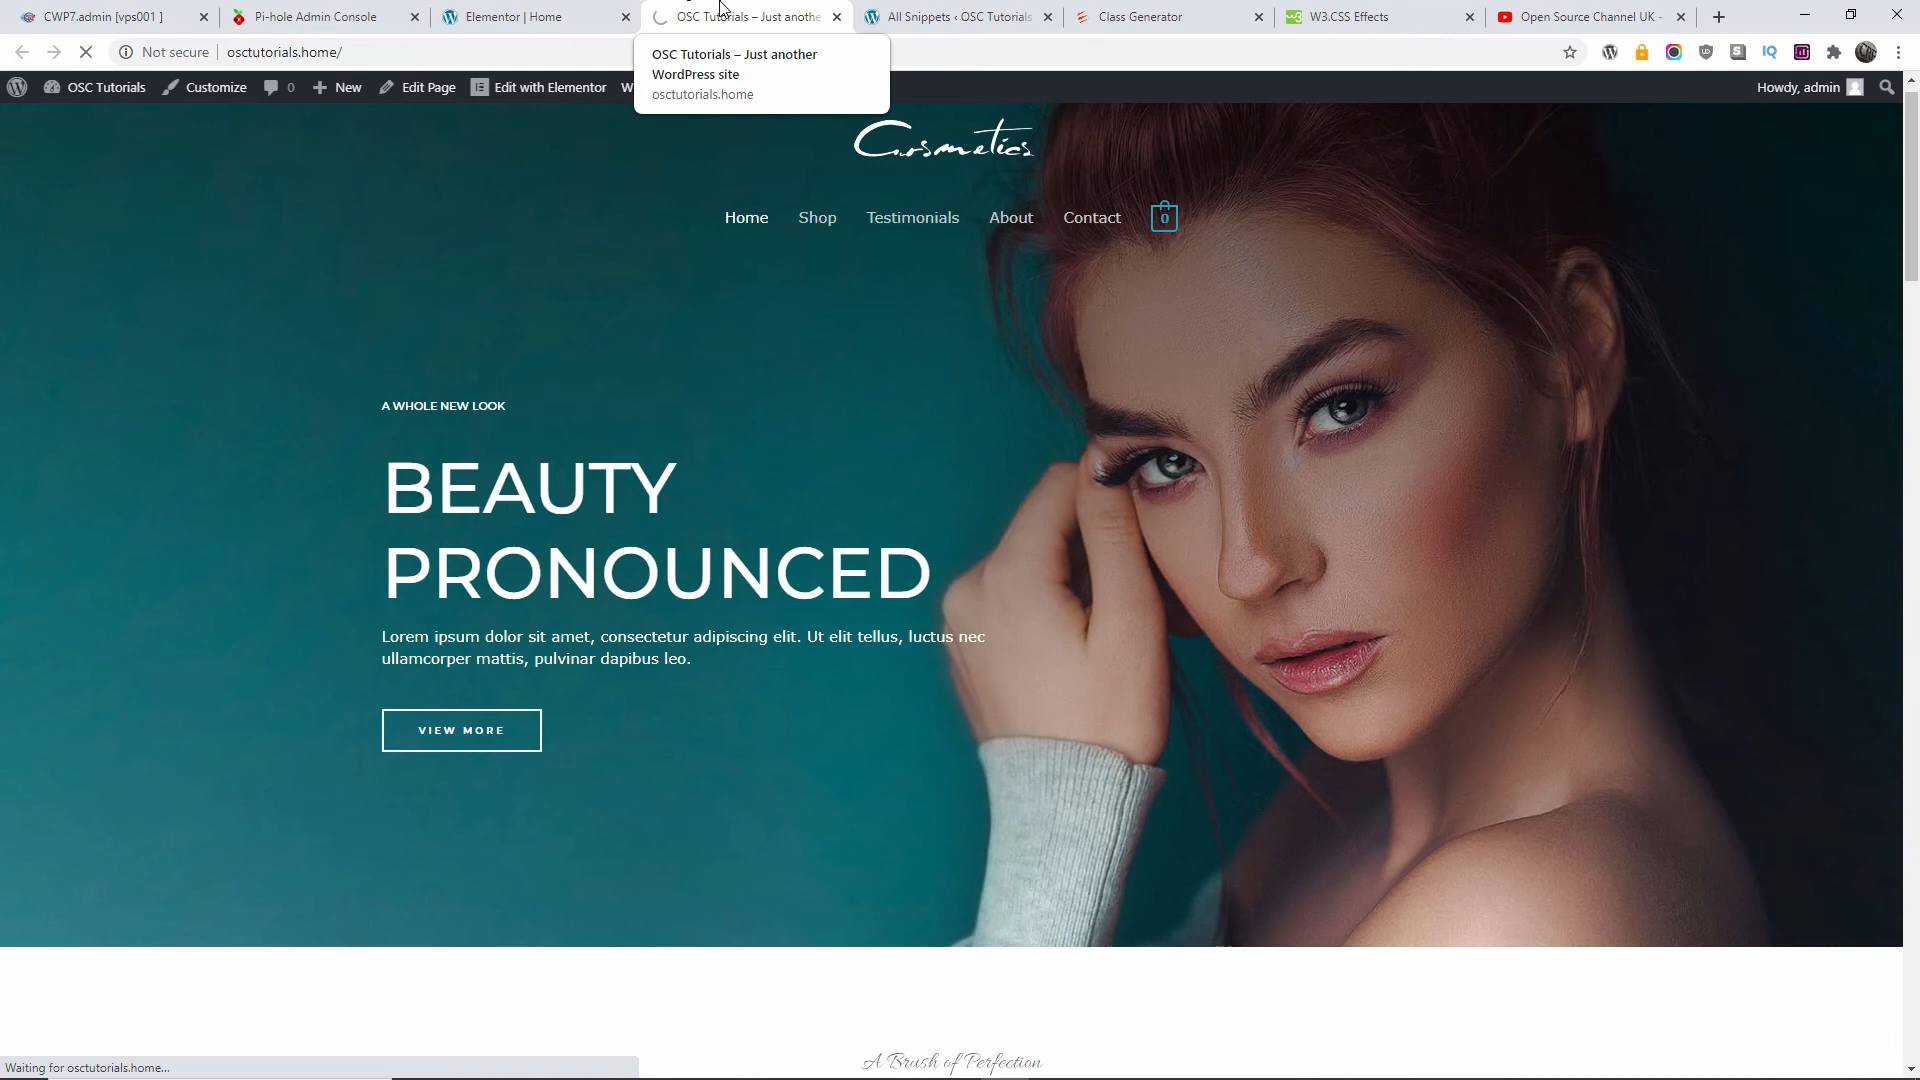 CWP7.admin [vps001 ]
Pi-hole Admin Console
Elementor | Home
OSC Tutorials – Just anothe
All Snippets ‹ OSC Tutorials
Class Generator
W3.CSS Effects
Open Source Channel UK -
Not secure
osctutorials.home/
OSC Tutorials – Just another
WordPress site
osctutorials.home
OSC Tutorials
Customize
0
New
Edit Page
Edit with Elementor
W
Howdy, admin
Cosmetics
Home
Shop
Testimonials
About
Contact
0
A WHOLE NEW LOOK
BEAUTY
PRONOUNCED
Lorem ipsum dolor sit amet, consectetur adipiscing elit. Ut elit tellus, luctus nec
ullamcorper mattis, pulvinar dapibus leo.
VIEW MORE
A Brush of Perfection
Waiting for osctutorials.home...